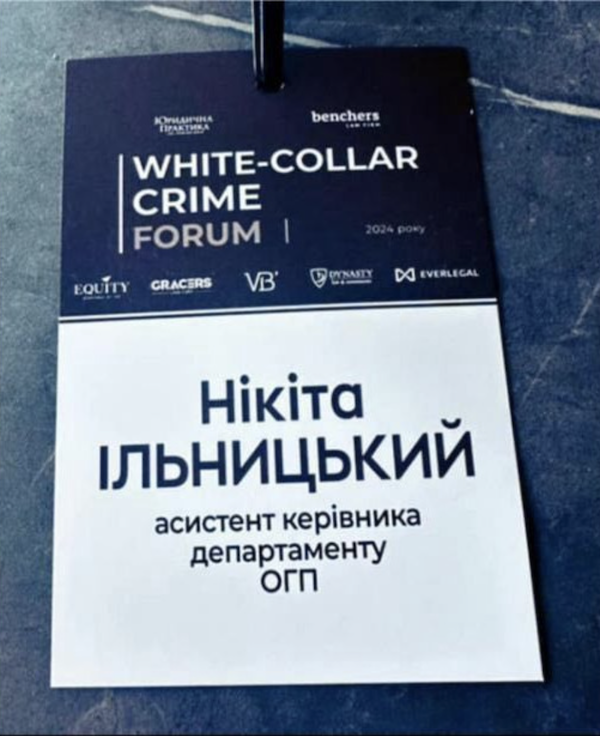 Юридична
Практика
benchers
LAW FIRM
WHITE-COLLAR
CRIME
FORUM
2024 року
EQUITY
GRACERS
VB'
DYNASTY
EVERLEGAL
Нікіта
ІЛЬНИЦЬКИЙ
асистент керівника
департаменту
ОГП